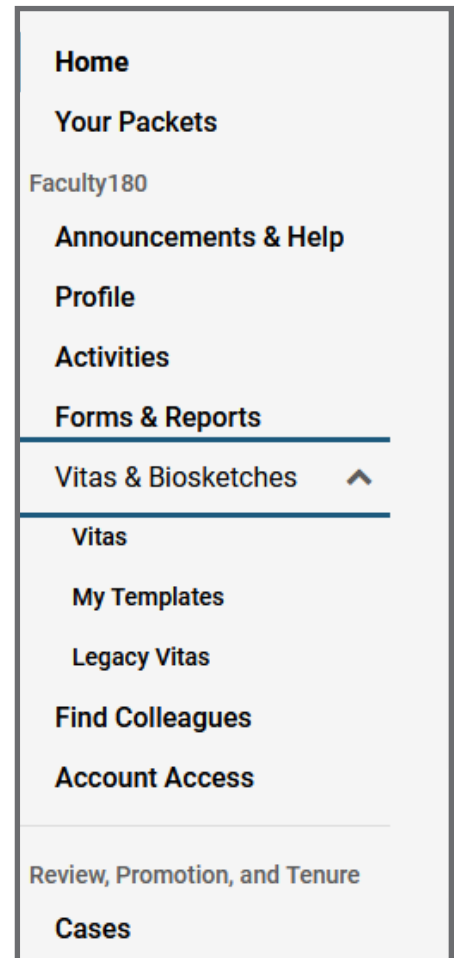 Home
Your Packets
Faculty180
Announcements & Help
Profile
Activities
Forms & Reports
Vitas & Biosketches
Vitas
My Templates
Legacy Vitas
Find Colleagues
Account Access
Review, Promotion, and Tenure
Cases